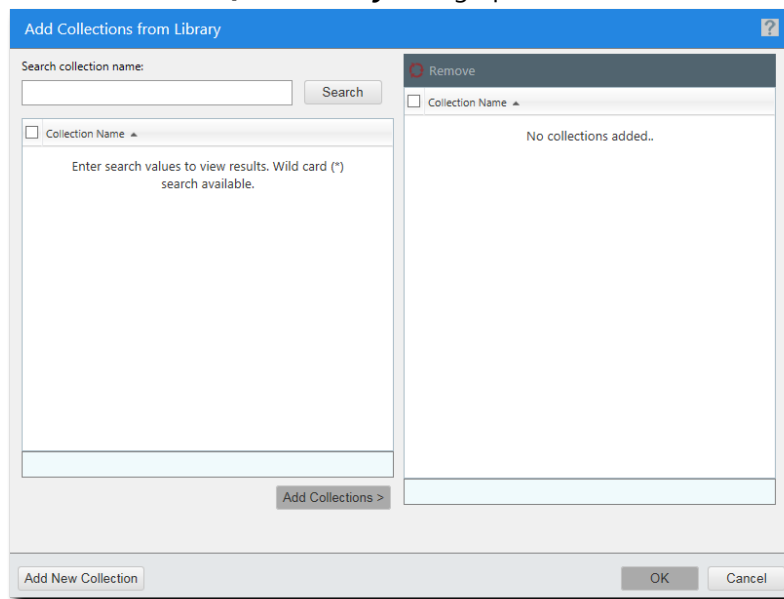 Add Collections from Library
?
Search collection name:
Search
Collection Name
Enter search values to view results. Wild card (*)
search available.
Add Collections >
Remove
Collection Name
No collections added..
Add New Collection
OK
Cancel